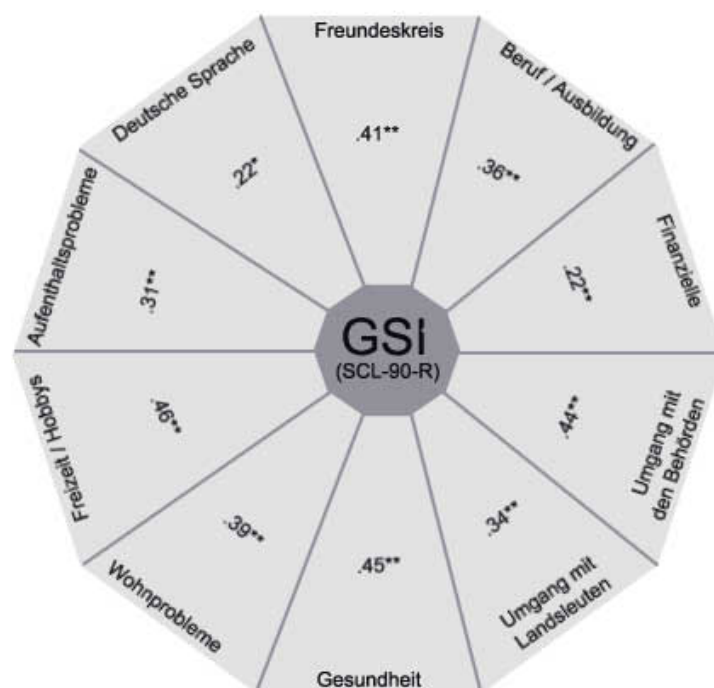 Freundeskreis
.41**
Beruf / Ausbildung
.36**
Finanzielle
.22**
Umgang mit
den Behörden
.44**
Umgang mit
Landsleuten
.34**
Gesundheit
.45**
Wohnprobleme
.39**
Freizeit / Hobbys
.46**
Aufenthaltsprobleme
.31**
Deutsche Sprache
.22*
GSI
(SCL-90-R)